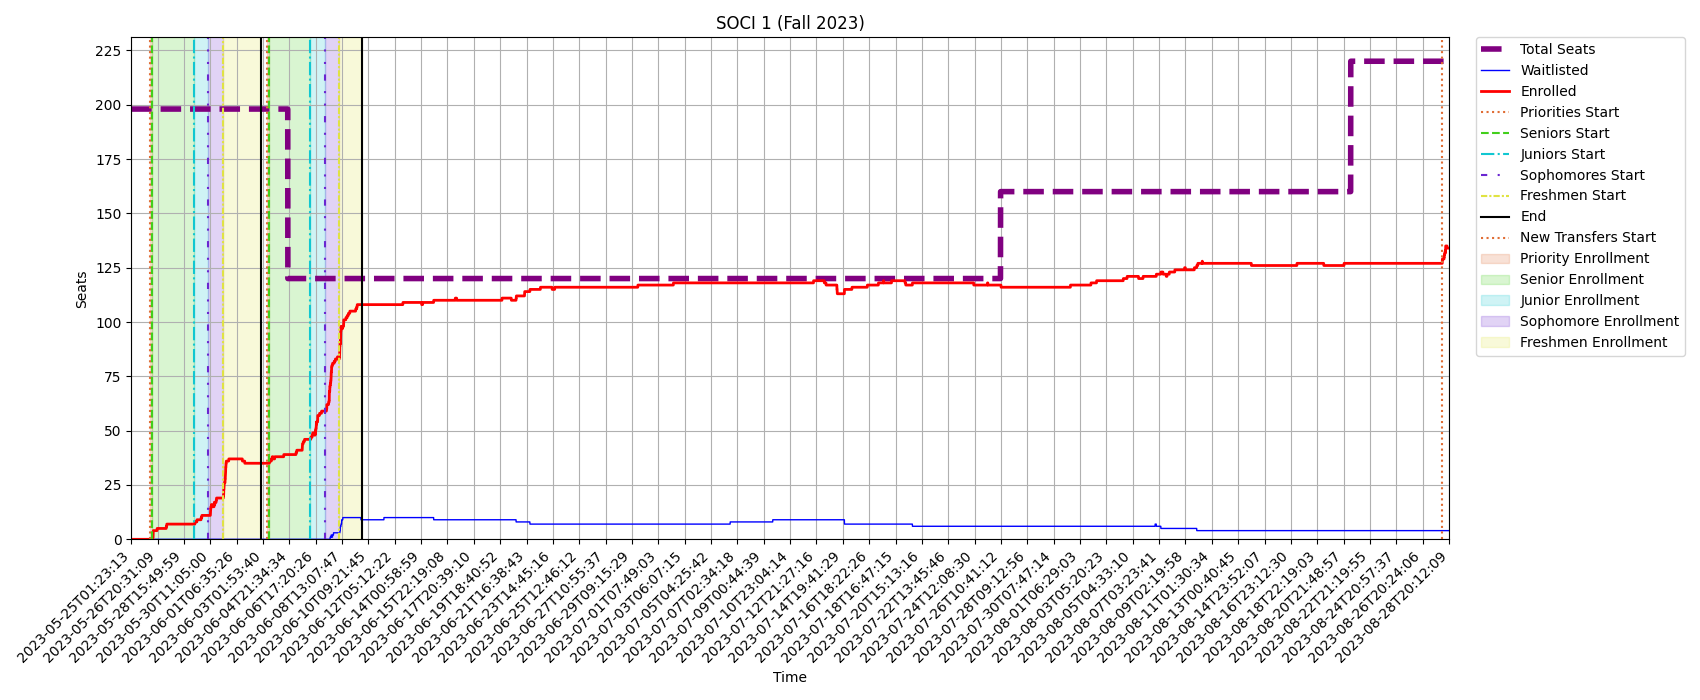 SOCI 1 (Fall 2023)
225
200
175
150
125
100
75
50
25
0
Seats
2023-05-25T01:23:13
2023-05-26T20:31:09
2023-05-28T15:49:59
2023-05-30T11:05:00
2023-06-01T06:35:26
2023-06-03T01:53:40
2023-06-04T21:34:34
2023-06-06T17:20:26
2023-06-08T13:07:47
2023-06-10T09:21:45
2023-06-12T05:12:22
2023-06-14T00:58:59
2023-06-15T22:19:08
2023-06-17T20:39:10
2023-06-19T18:40:52
2023-06-21T16:38:43
2023-06-23T14:45:16
2023-06-25T12:46:12
2023-06-27T10:55:37
2023-06-29T09:15:29
2023-07-01T07:49:03
2023-07-03T06:07:15
2023-07-05T04:25:42
2023-07-07T02:34:18
2023-07-09T00:44:39
2023-07-10T23:04:14
2023-07-12T21:27:16
2023-07-14T19:41:29
2023-07-16T18:22:26
2023-07-18T16:47:15
2023-07-20T15:13:16
2023-07-22T13:45:46
2023-07-24T12:08:30
2023-07-26T10:41:12
2023-07-28T09:12:56
2023-07-30T07:47:14
2023-08-01T06:29:03
2023-08-03T05:20:23
2023-08-05T04:33:10
2023-08-07T03:23:41
2023-08-09T02:19:58
2023-08-11T01:30:34
2023-08-13T00:40:45
2023-08-14T23:52:07
2023-08-16T23:12:30
2023-08-18T22:19:03
2023-08-20T21:48:57
2023-08-22T21:19:55
2023-08-24T20:57:37
2023-08-26T20:24:06
2023-08-28T20:12:09
Time
Total Seats
Waitlisted
Enrolled
Priorities Start
Seniors Start
Juniors Start
Sophomores Start
Freshmen Start
End
New Transfers Start
Priority Enrollment
Senior Enrollment
Junior Enrollment
Sophomore Enrollment
Freshmen Enrollment